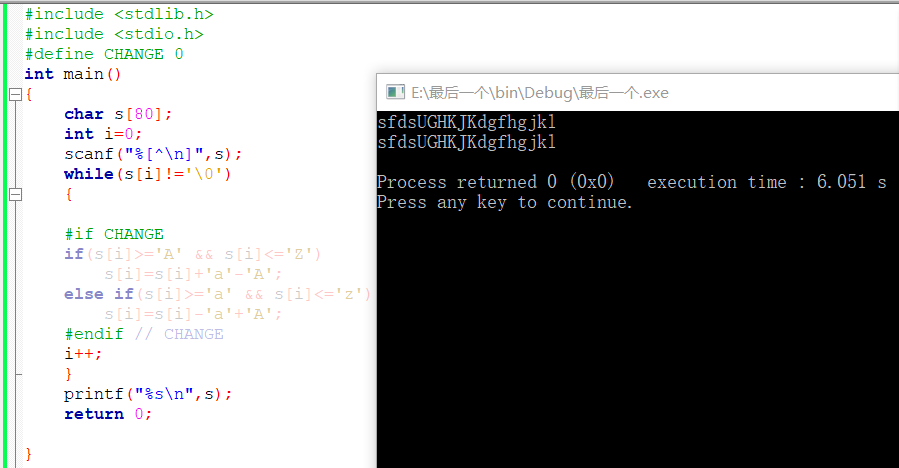 #include <stdlib.h>
#include <stdio.h>
#define CHANGE 0
int main()
{
    char s[80];
    int i=0;
    scanf("%[^\n]",s);
    while(s[i]!='\0')
    {

    #if CHANGE
    if(s[i]>='A' && s[i]<='Z')
        s[i]=s[i]+'a'-'A';
    else if(s[i]>='a' && s[i]<='z')
        s[i]=s[i]-'a'+'A';
    #endif // CHANGE
    i++;
    }
    printf("%s\n",s);
    return 0;

}
E:\最后一个\bin\Debug\最后一个.exe
sfdsUGHKJKdgfhgjkl
sfdsUGHKJKdgfhgjkl

Process returned 0 (0x0)   execution time : 6.051 s
Press any key to continue.